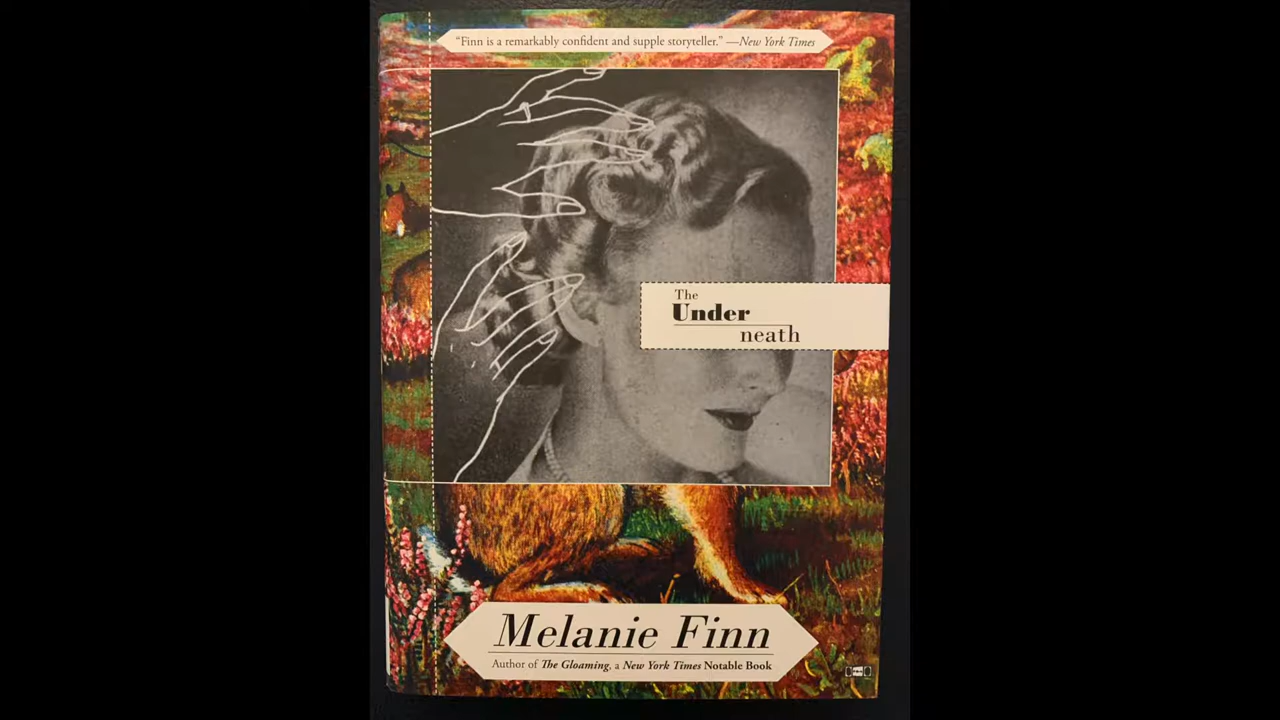 “Finn is a remarkably confident and supple storyteller.” —New York Times
The
Under
neath
Melanie Finn
Author of The Gloaming, a New York Times Notable Book